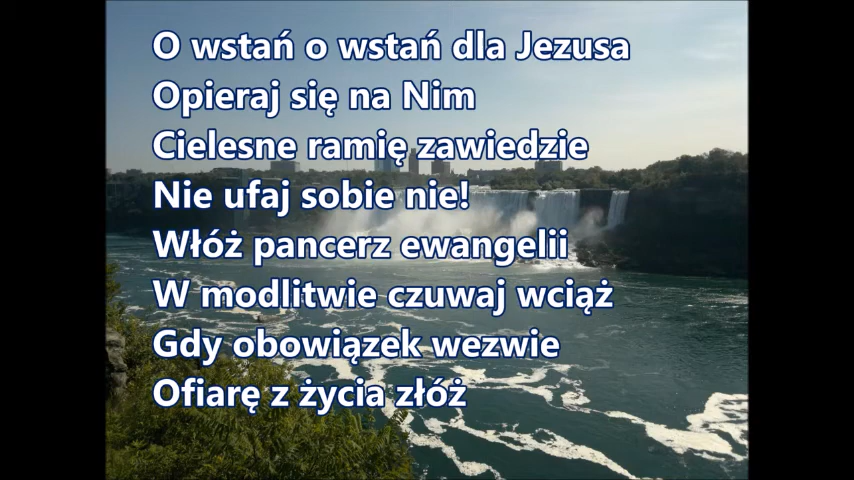 O wstań o wstań dla Jezusa
Opieraj się na Nim
Cielesne ramię zawiedzie
Nie ufaj sobie nie!
Włóż pancerz ewangelii
W modlitwie czuwaj wciąż
Gdy obowiązek wezwie
Ofiarę z życia złóż